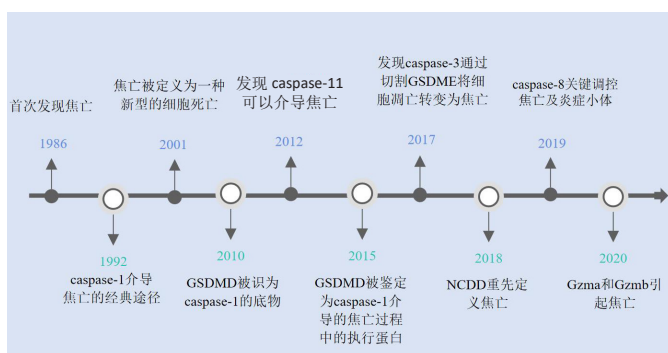 首次发现焦亡
1986
焦亡被定义为一种
新型的细胞死亡
2001
发现 caspase-11
可以介导焦亡
2012
发现caspase-3通过
切割GSDME将细
胞凋亡转变为焦亡
2017
caspase-8关键调控
焦亡及炎症小体
2019
1992
caspase-1介导
焦亡的经典途径
2010
GSDMD被识为
caspase-1的底物
2015
GSDMD被鉴定
为caspase-1介
导的焦亡过程
中的执行蛋白
2018
NCDD重先定
义焦亡
2020
Gzma和Gzmb引
起焦亡